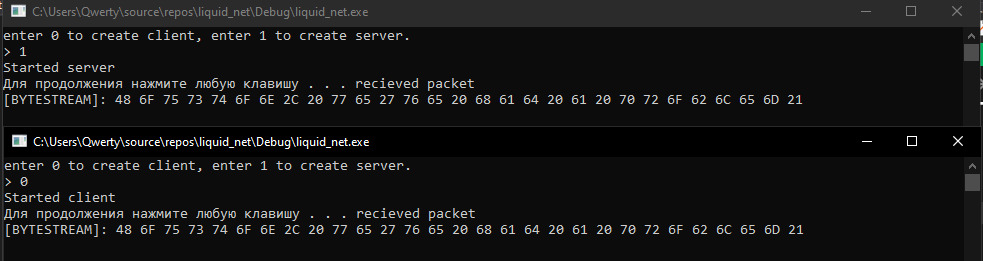 C:\Users\Qwerty\source\repos\liquid_net\Debug\liquid_net.exe
enter 0 to create client, enter 1 to create server.
> 1
Started server
Для продолжения нажмите любую клавишу . . . recieved packet
[BYTESTREAM]: 48 6F 75 73 74 6F 6E 2C 20 77 65 27 76 65 20 68 61 64 20 61 20 70 72 6F 62 6C 65 6D 21
C:\Users\Qwerty\source\repos\liquid_net\Debug\liquid_net.exe
enter 0 to create client, enter 1 to create server.
> 0
Started client
Для продолжения нажмите любую клавишу . . . recieved packet
[BYTESTREAM]: 48 6F 75 73 74 6F 6E 2C 20 77 65 27 76 65 20 68 61 64 20 61 20 70 72 6F 62 6C 65 6D 21